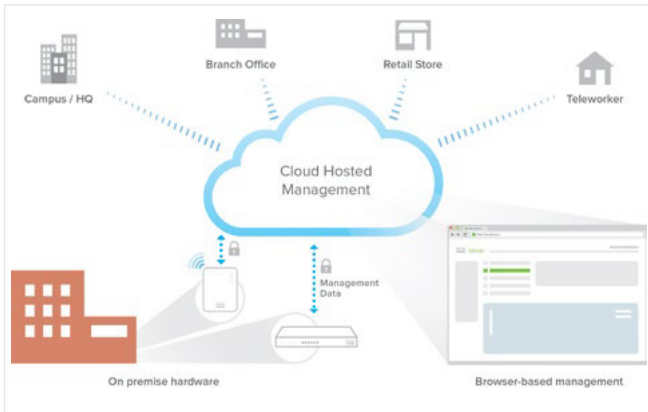 Branch Office
Retail Store
Campus / HQ
Teleworker
Cloud Hosted
Management
Management
Data
On premise hardware
Browser-based management